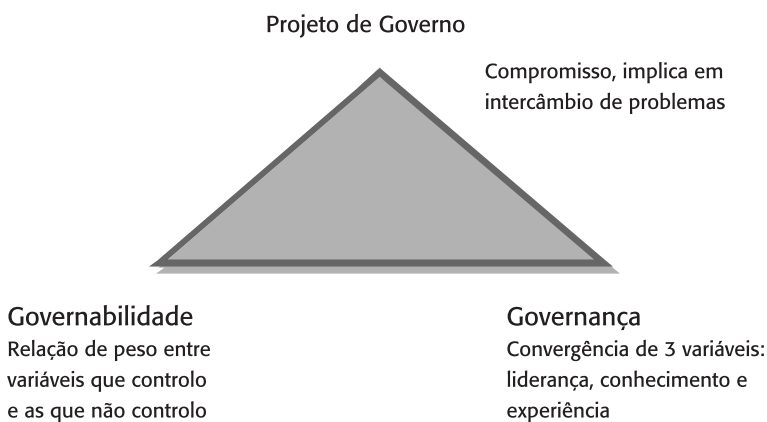 Projeto de Governo
Compromisso, implica em
intercâmbio de problemas
Governabilidade
Relação de peso entre
variáveis que controlo
e as que não controlo
Governança
Convergência de 3 variáveis:
liderança, conhecimento e
experiência